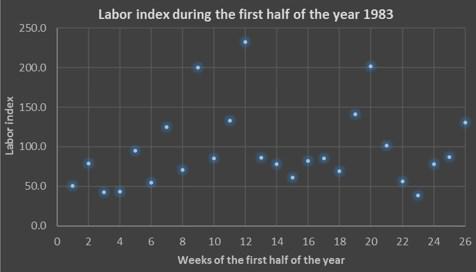 Labor index during the first half of the year 1983
250.0
200.0
150.0
100.0
50.0
0.0
Labor index
0 2 4 6 8 10 12 14 16 18 20 22 24 26
Weeks of the first half of the year